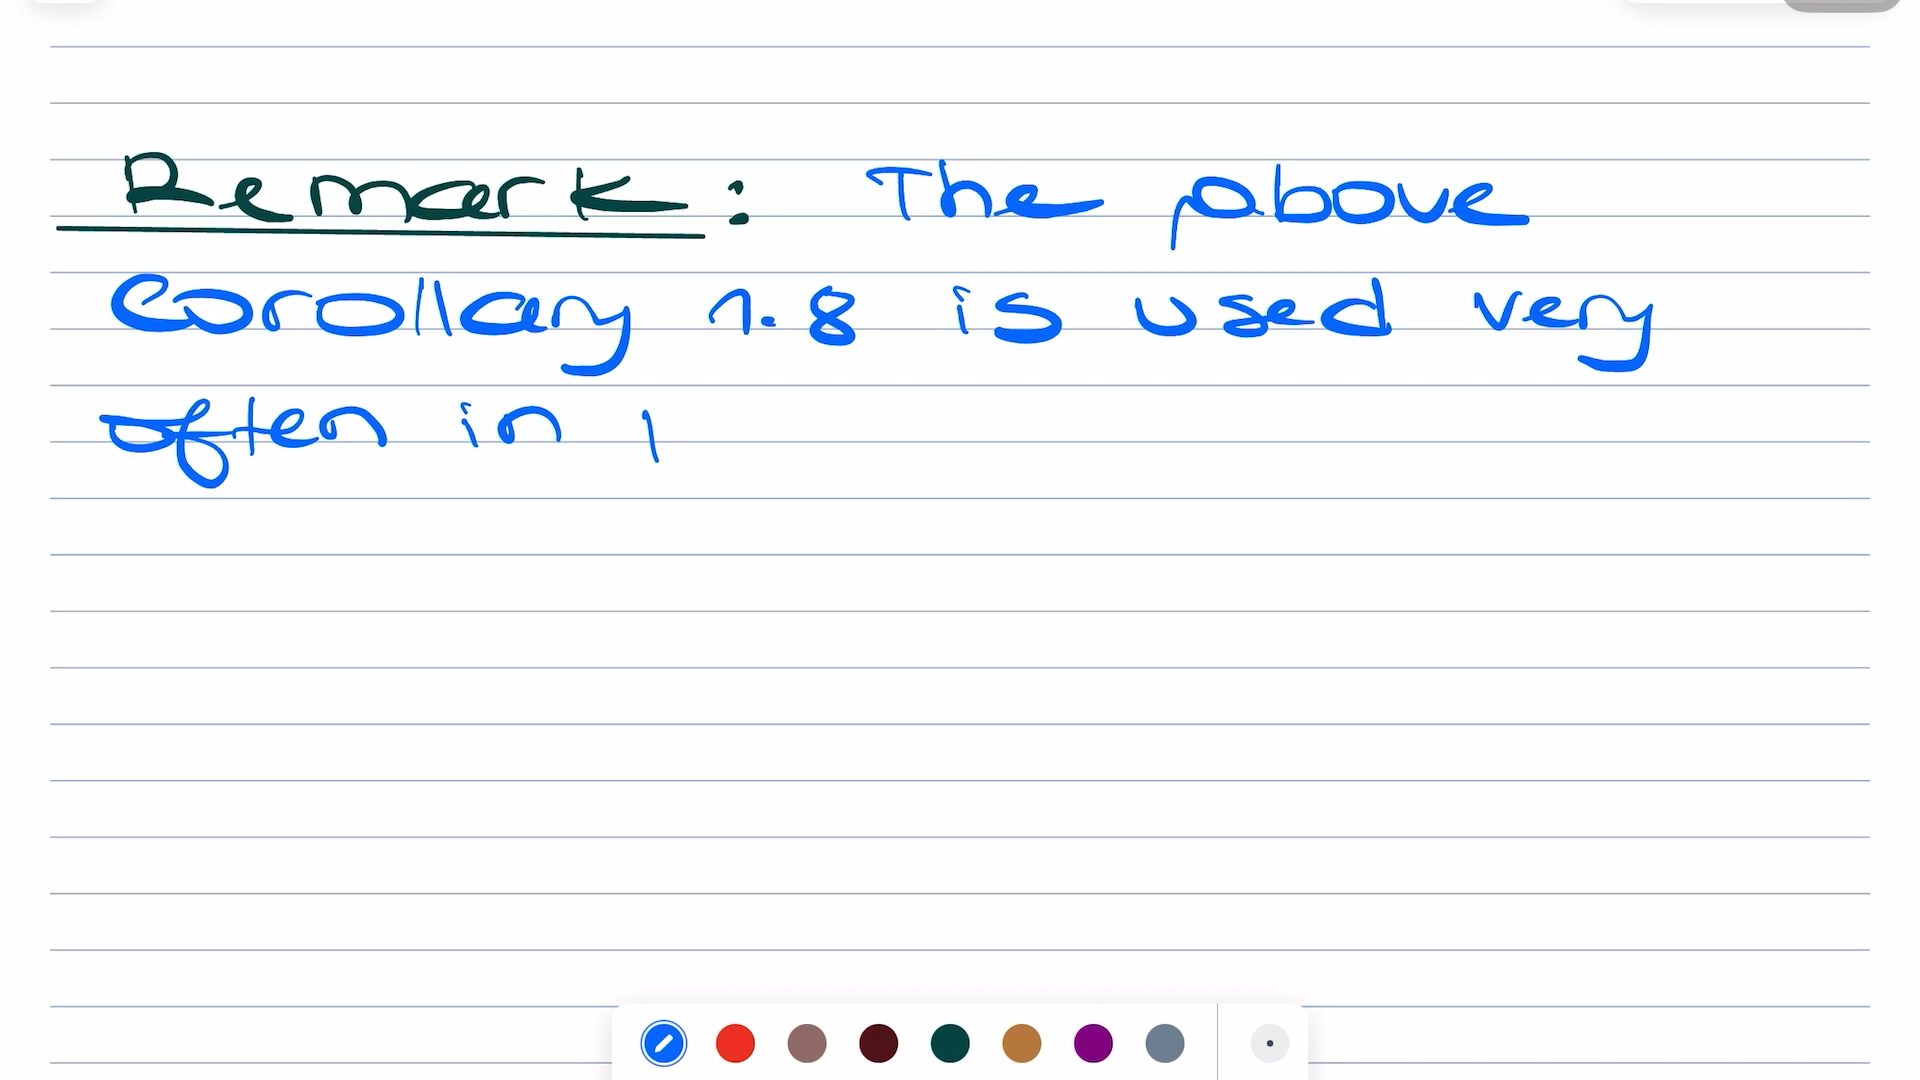 Remark: The above
Corollary 1.8 is used very
often in